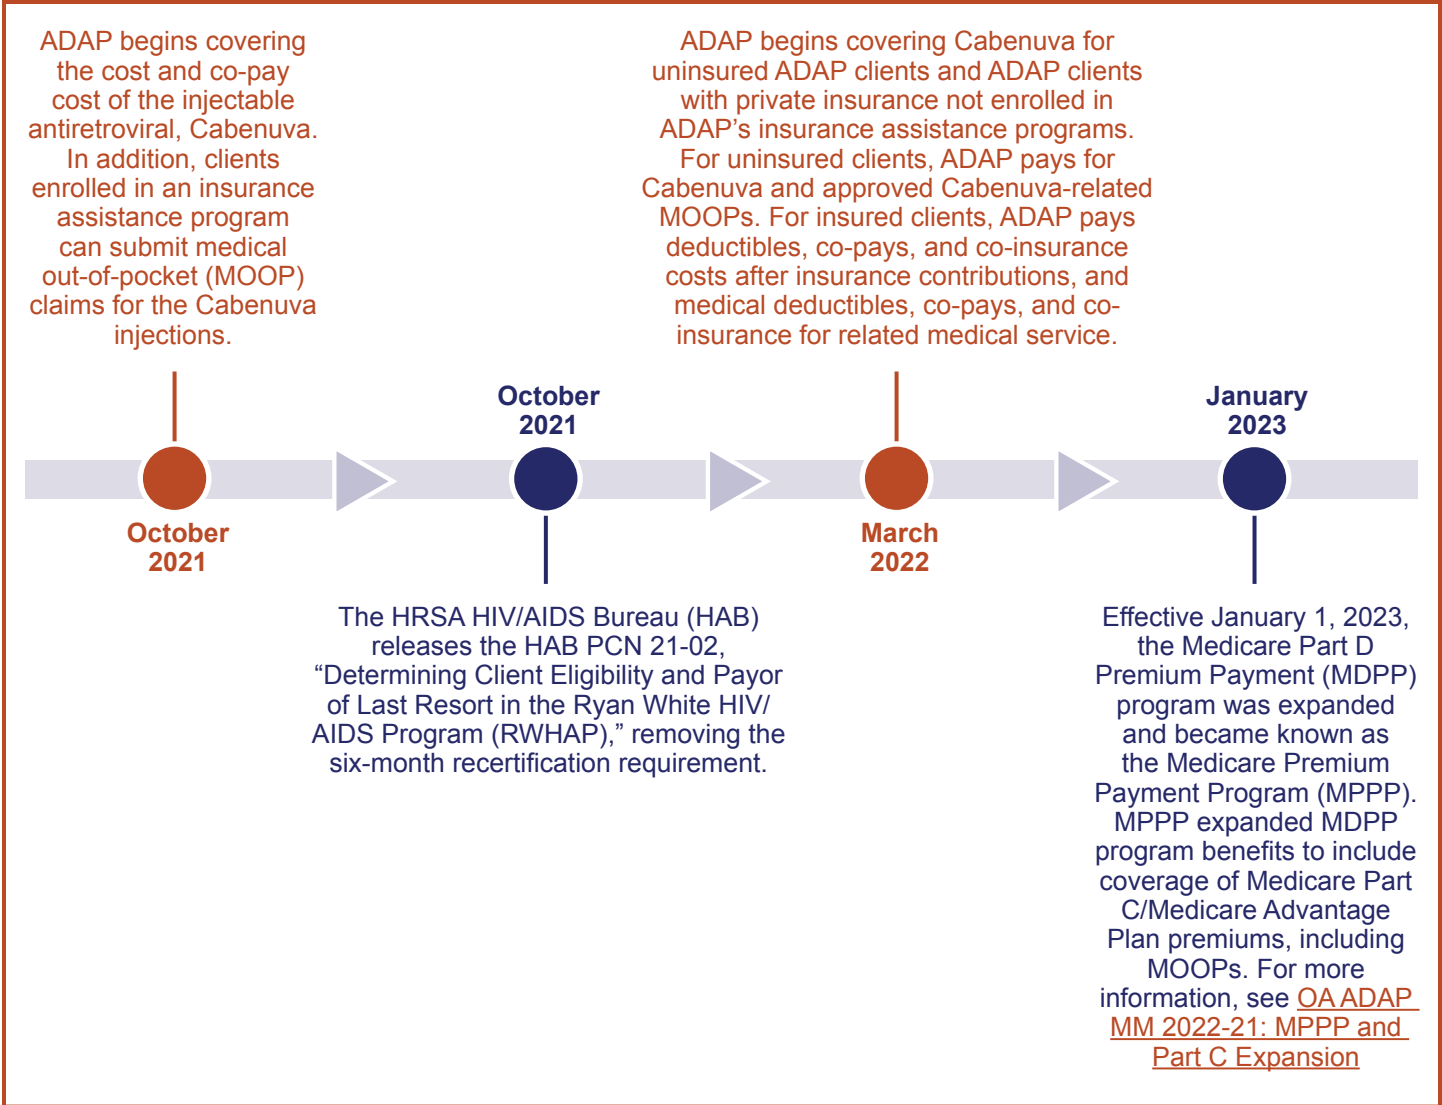 ADAP begins covering
the cost and co-pay
cost of the injectable
antiretroviral, Cabenuva.
In addition, clients
enrolled in an insurance
assistance program
can submit medical
out-of-pocket (MOOP)
claims for the Cabenuva
injections.
October
2021
October
2021
The HRSA HIV/AIDS Bureau (HAB)
releases the HAB PCN 21-02,
“Determining Client Eligibility and Payor
of Last Resort in the Ryan White HIV/
AIDS Program (RWHAP),” removing the
six-month recertification requirement.
ADAP begins covering Cabenuva for
uninsured ADAP clients and ADAP clients
with private insurance not enrolled in
ADAP’s insurance assistance programs.
For uninsured clients, ADAP pays for
Cabenuva and approved Cabenuva-related
MOOPs. For insured clients, ADAP pays
deductibles, co-pays, and co-insurance
costs after insurance contributions, and
medical deductibles, co-pays, and co-
insurance for related medical service.
March
2022
January
2023
Effective January 1, 2023,
the Medicare Part D
Premium Payment (MDPP)
program was expanded
and became known as
the Medicare Premium
Payment Program (MPPP).
MPPP expanded MDPP
program benefits to include
coverage of Medicare Part
C/Medicare Advantage
Plan premiums, including
MOOPs. For more
information, see OA ADAP
MM 2022-21: MPPP and
Part C Expansion